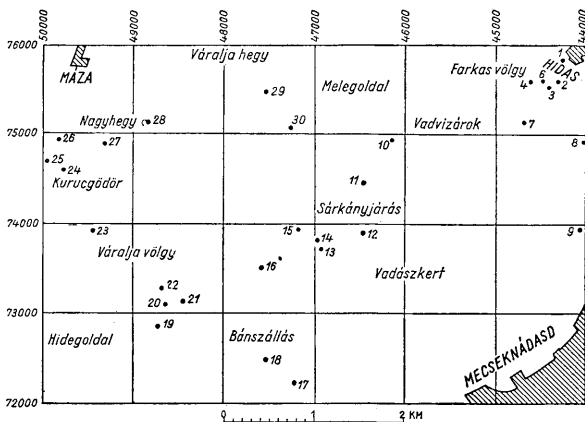 50000 49000 48000 47000 46000 45000 44000
76000
MÁZA
Váralja hegy
Farkas völgy
HIDAS
1
6
4
2
3
29
Melegoldal
Nagyhegy
28
30
Vadvizárok
7
75000
26
27
10
8
25
24
Kurucgödör
11
Sárkányjárás
74000
23
15
14
12
9
13
Váralja völgy
16
Vadászkert
22
20
21
73000
19
Hidegoldal
Bánszállás
18
17
MECSEKNÁDASD
72000
0 1 2 KM